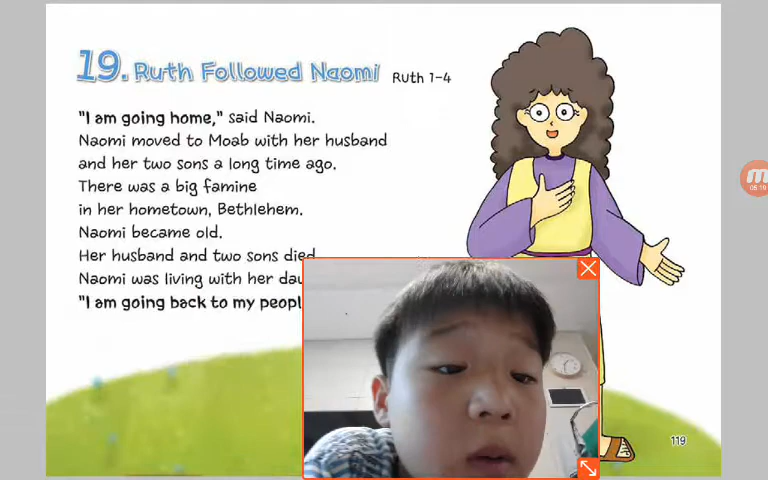 19. Ruth Followed Naomi Ruth 1-4
"I am going home," said Naomi.
Naomi moved to Moab with her husband
and her two sons a long time ago.
There was a big famine
in her hometown, Bethlehem.
Naomi became old.
Her husband and two sons died
Naomi was living with her
"I am going back to my
119